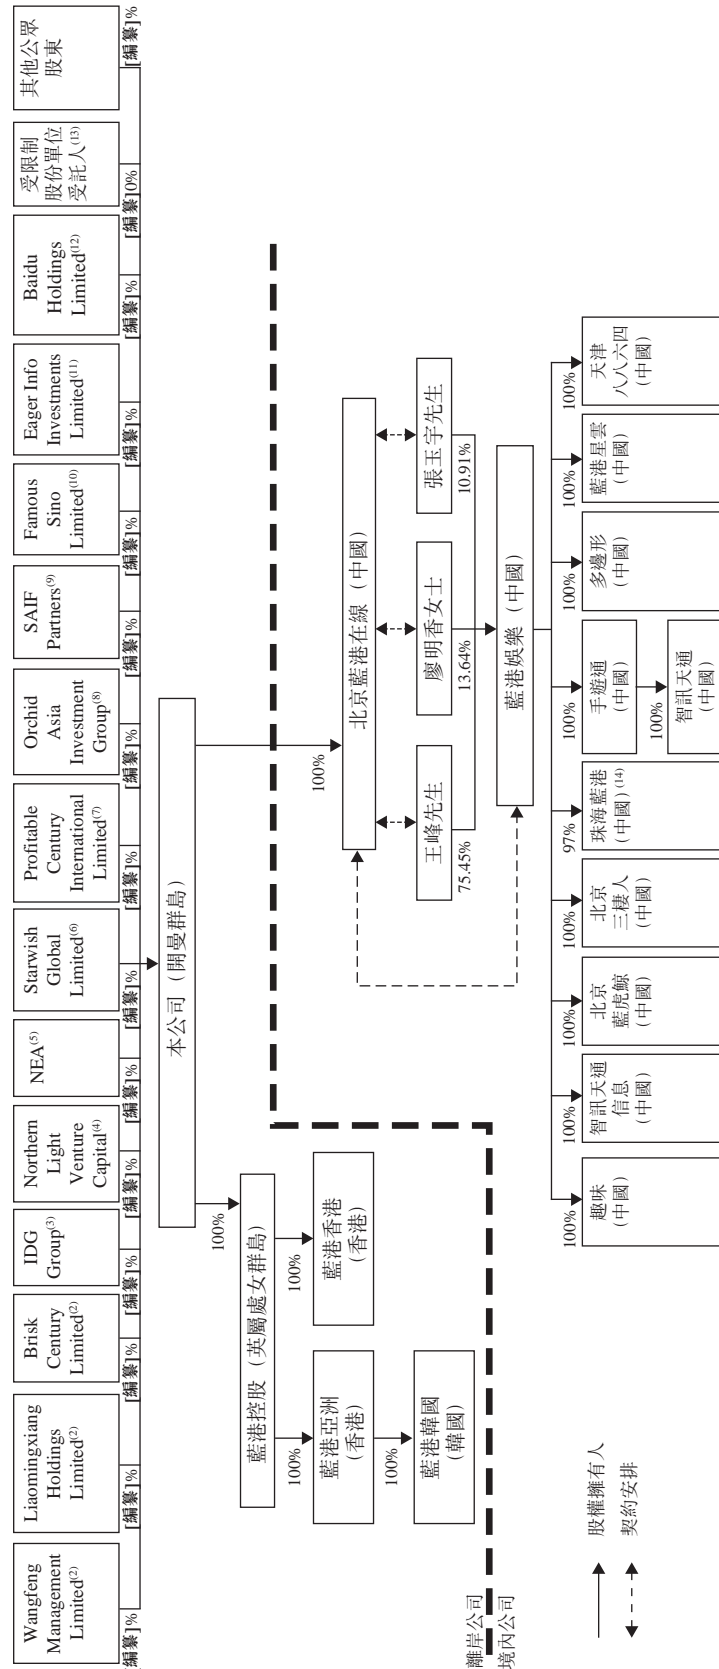 Wangfeng
Management
Limited(2)
[編纂]%
Liaomingxiang
Holdings
Limited(2)
[編纂]%
Brisk
Century
Limited(2)
[編纂]%
IDG
Group(3)
[編纂]%
Northern
Light
Venture
Capital(4)
[編纂]%
NEA(5)
[編纂]%
Starwish
Global
Limited(6)
[編纂]%
Profitable
Century
International
Limited(7)
[編纂]%
Orchid
Asia
Investment
Group(8)
[編纂]%
SAIF
Partners(9)
[編纂]%
Famous
Sino
Limited(10)
[編纂]%
Eager Info
Investments
Limited(11)
[編纂]%
Baidu
Holdings
Limited(12)
[編纂]%
受限制
股份單位
受託人(13)
[編纂]0%
其他公眾
股東
[編纂]%
本公司（開曼群島）
100%
100%
藍港控股（英屬處女群島）
100%
100%
藍港亞洲
（香港）
藍港香港
（香港）
100%
藍港韓國
（韓國）
離岸公司
境內公司
北京藍港在線（中國）
王峰先生
廖明香女士
張玉宇先生
75.45%
13.64%
10.91%
藍港娛樂（中國）
100%
趣味
（中國）
100%
智訊天通
信息
（中國）
100%
北京
藍虎鯨
（中國）
100%
北京
三棲人
（中國）
97%
珠海藍港
（中國）(14)
100%
手遊通
（中國）
100%
智訊天通
（中國）
100%
多邊形
（中國）
100%
藍港星雲
（中國）
100%
天津
八八六四
（中國）
股權擁有人
契約安排